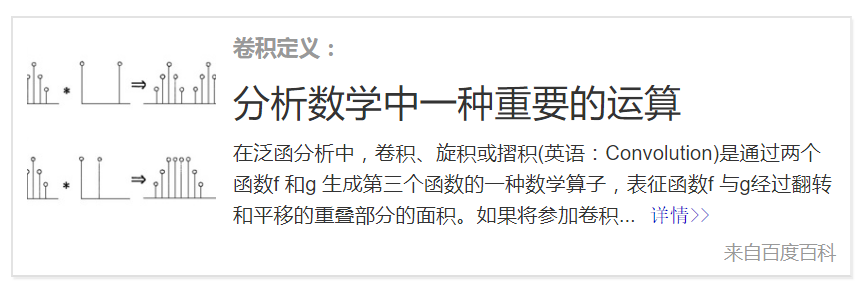 卷积定义：
分析数学中一种重要的运算
在泛函分析中，卷积、旋积或摺积(英语：Convolution)是通过两个
函数f 和g 生成第三个函数的一种数学算子，表征函数f 与g经过翻转
和平移的重叠部分的面积。如果将参加卷积... 详情>>
来自百度百科